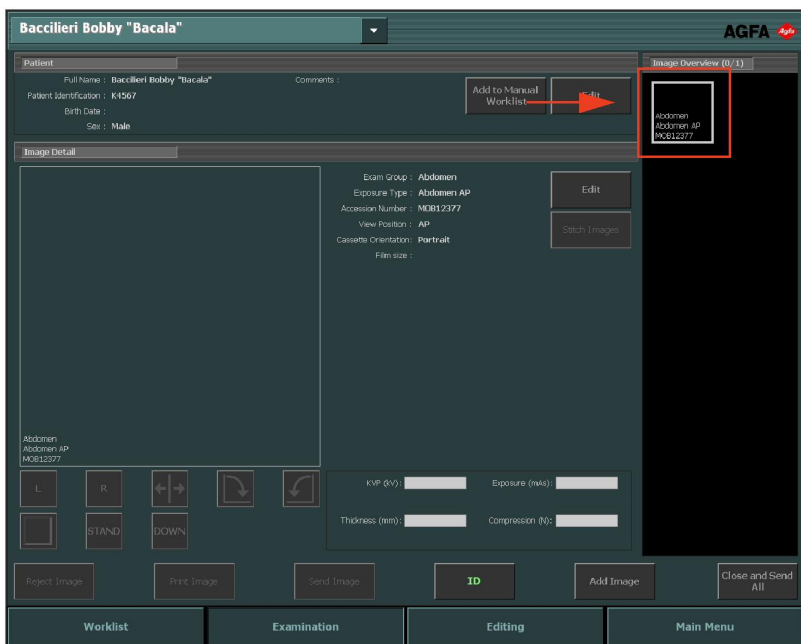 Baccilieri Bobby "Bacala"
AGFA
Agfa
Patient
Full Name : Baccilieri Bobby "Bacala"
Comments :
Patient Identification : K4567
Birth Date :
Sex : Male
Add to Manual
Worklist
Edit
Image Overview (0/1)
Abdomen
Abdomen AP
MOB12377
Image Detail
Exam Group : Abdomen
Exposure Type : Abdomen AP
Accession Number : MOB12377
View Position : AP
Cassette Orientation: Portrait
Film size :
Edit
Stitch Images
Abdomen
Abdomen AP
MOB12377
L
R
STAND
DOWN
KVP (kV):
Exposure (mAs):
Thickness (mm):
Compression (N):
Reject Image
Print Image
Send Image
ID
Add Image
Close and Send
All
Worklist
Examination
Editing
Main Menu